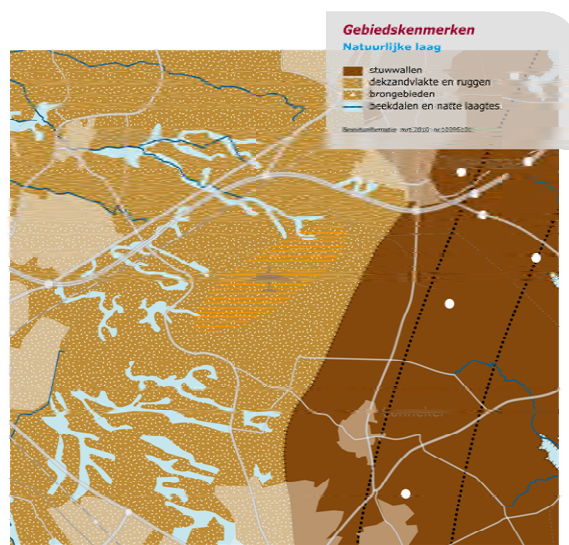 Gebiedskenmerken
Natuurlijke laag
stuwwallen
dekzandvlakte en ruggen
brongebieden
beekdalen en natte laagtes